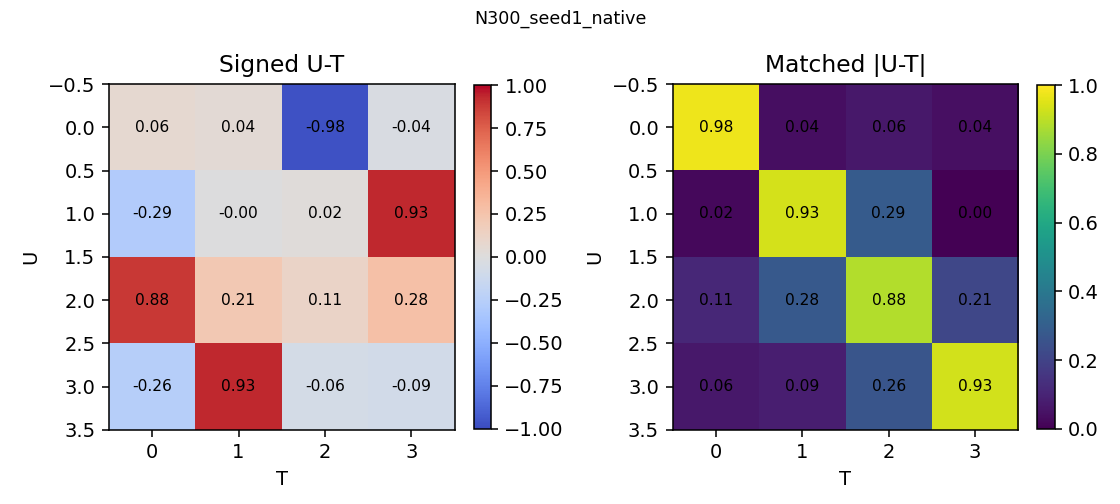 N300_seed1_native
Signed U-T
−0.5
0.0
0.5
1.0
1.5
2.0
2.5
3.0
3.5
U
0.06 0.04 -0.98 -0.04
-0.29 -0.00 0.02 0.93
0.88 0.21 0.11 0.28
-0.26 0.93 -0.06 -0.09
0 1 2 3
T
1.00
0.75
0.50
0.25
0.00
−0.25
−0.50
−0.75
−1.00
Matched |U-T|
−0.5
0.0
0.5
1.0
1.5
2.0
2.5
3.0
3.5
U
0.98 0.04 0.06 0.04
0.02 0.93 0.29 0.00
0.11 0.28 0.88 0.21
0.06 0.09 0.26 0.93
0 1 2 3
T
1.0
0.8
0.6
0.4
0.2
0.0